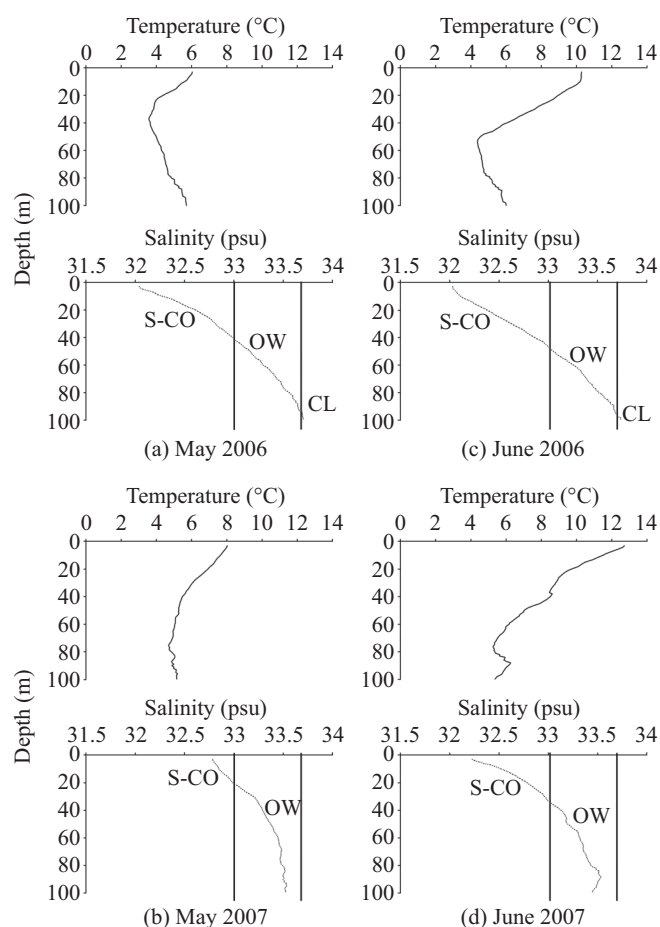 Temperature (°C)
0 2 4 6 8 10 12 14
0
20
40
60
80
100
Temperature (°C)
0 2 4 6 8 10 12 14
0
20
40
60
80
100
Depth (m)
Salinity (psu)
31.5 32 32.5 33 33.5 34
0
20
40
60
80
100
S-CO
OW
CL
(a) May 2006
Salinity (psu)
31.5 32 32.5 33 33.5 34
0
20
40
60
80
100
S-CO
OW
CL
(c) June 2006
Temperature (°C)
0 2 4 6 8 10 12 14
0
20
40
60
80
100
Temperature (°C)
0 2 4 6 8 10 12 14
0
20
40
60
80
100
Depth (m)
Salinity (psu)
31.5 32 32.5 33 33.5 34
0
20
40
60
80
100
S-CO
OW
(b) May 2007
Salinity (psu)
31.5 32 32.5 33 33.5 34
0
20
40
60
80
100
S-CO
OW
(d) June 2007